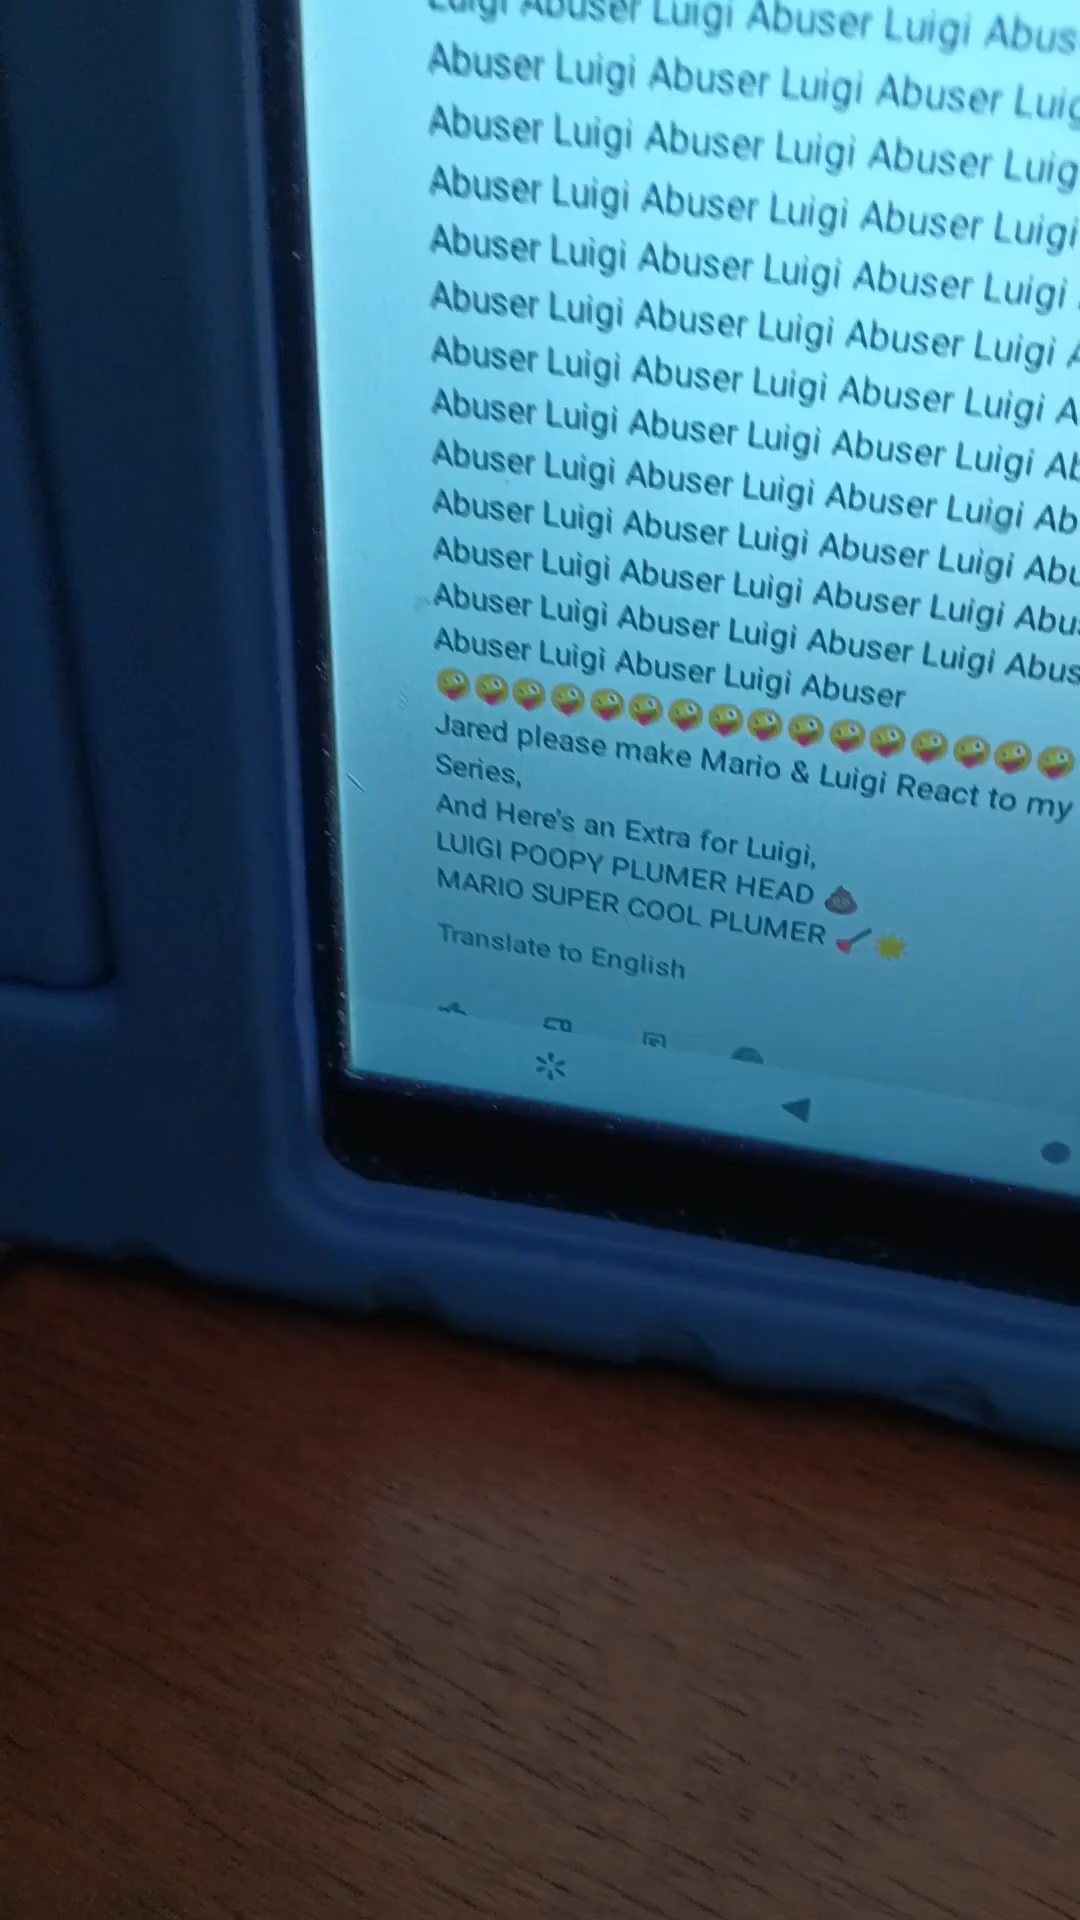 Luigi Abuser Luigi Abuser Luigi
Abuser Luigi Abuser Luigi Abuser
Abuser Luigi Abuser Luigi Abuser
Abuser Luigi Abuser Luigi Abuser Luigi
Abuser Luigi Abuser Luigi Abuser Luigi
Abuser Luigi Abuser Luigi Abuser Luigi
Abuser Luigi Abuser Luigi Abuser Luigi
Abuser Luigi Abuser Luigi Abuser Luigi
Abuser Luigi Abuser Luigi Abuser Luigi
Abuser Luigi Abuser Luigi Abuser Luigi
Abuser Luigi Abuser Luigi Abuser Luigi
Abuser Luigi Abuser Luigi Abuser Luigi
Abuser Luigi Abuser Luigi Abuser
🤪🤪🤪🤪🤪🤪🤪🤪🤪🤪🤪🤪🤪🤪🤪🤪
Jared please make Mario & Luigi React to my
Series,
And Here's an Extra for Luigi,
LUIGI POOPY PLUMER HEAD 💩
MARIO SUPER COOL PLUMER 🪠🌟
Translate to English